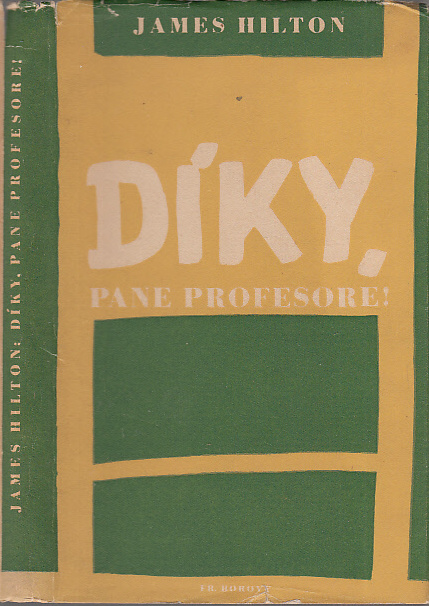 JAMES HILTON: DÍKY, PANE PROFESORE!
JAMES HILTON
DÍKY,
PANE PROFESORE!
FR. BOROVÝ